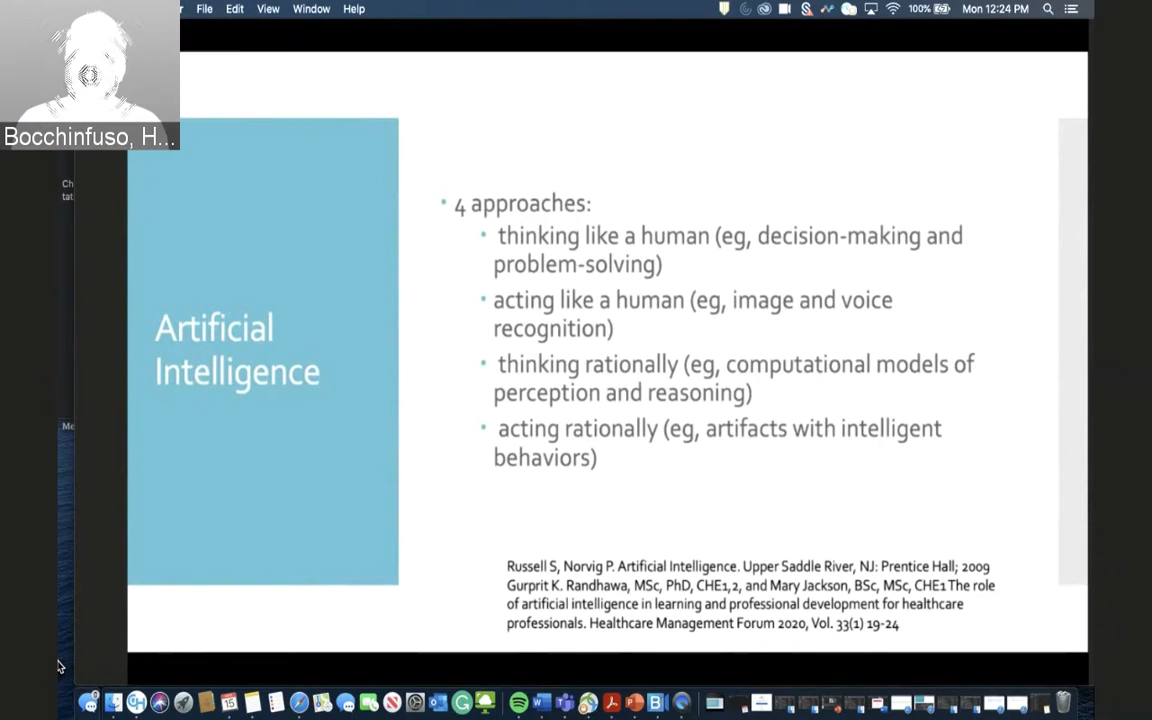 File Edit View Window Help
100% Mon 12:24 PM
Bocchinfuso, H...
Ch
tat
Me
Artificial
Intelligence
• 4 approaches:
• thinking like a human (eg, decision-making and
problem-solving)
• acting like a human (eg, image and voice
recognition)
• thinking rationally (eg, computational models of
perception and reasoning)
• acting rationally (eg, artifacts with intelligent
behaviors)
Russell S, Norvig P. Artificial Intelligence. Upper Saddle River, NJ: Prentice Hall; 2009
Gurprit K. Randhawa, MSc, PhD, CHE1,2, and Mary Jackson, BSc, MSc, CHE1 The role
of artificial intelligence in learning and professional development for healthcare
professionals. Healthcare Management Forum 2020, Vol. 33(1) 19-24
15